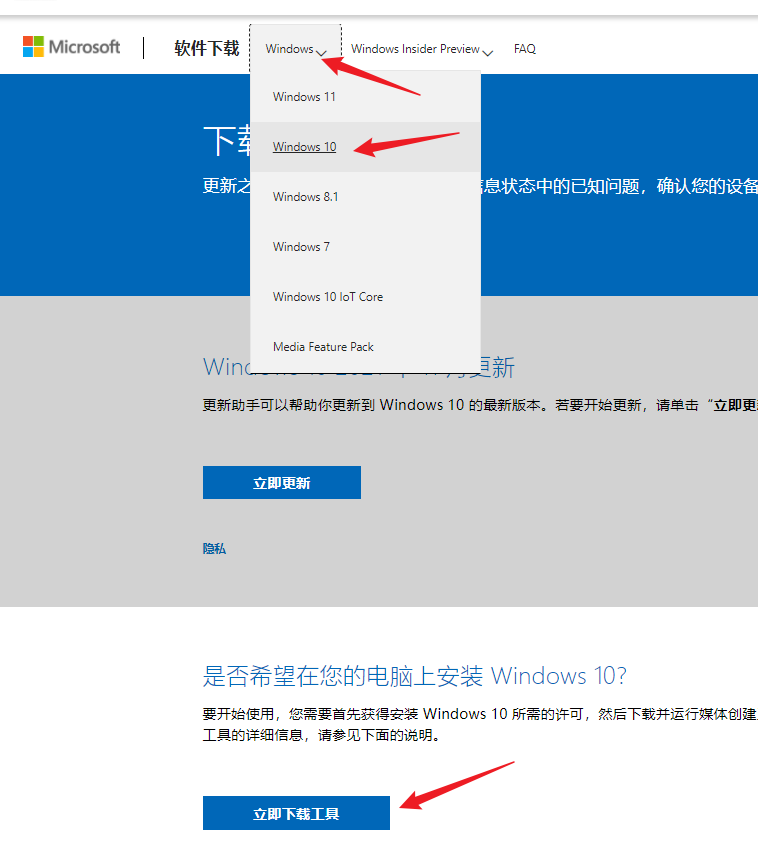 Microsoft
软件下载
Windows
Windows Insider Preview
FAQ
Windows 11
Windows 10
Windows 8.1
Windows 7
Windows 10 IoT Core
Media Feature Pack
下载
更新之
息状态中的已知问题，确认您的设备
Windows 10 2021 年 11 月更新
更新助手可以帮助你更新到 Windows 10 的最新版本。若要开始更新，请单击“立即更新
立即更新
隐私
是否希望在您的电脑上安装 Windows 10？
要开始使用，您需要首先获得安装 Windows 10 所需的许可，然后下载并运行媒体创建
工具的详细信息，请参见下面的说明。
立即下载工具